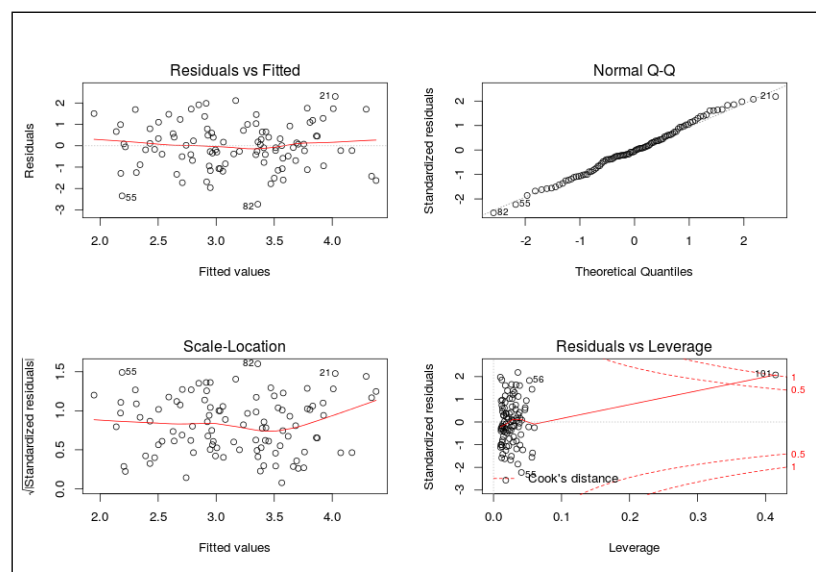 Residuals vs Fitted
Residuals
2
1
0
-1
-2
-3
21
55
82
2.0 2.5 3.0 3.5 4.0
Fitted values
Normal Q-Q
Standardized residuals
2
1
0
-2
21
55
82
-2 -1 0 1 2
Theoretical Quantiles
Scale-Location
√|Standardized residuals|
1.5
1.0
0.5
0.0
82
55
21
2.0 2.5 3.0 3.5 4.0
Fitted values
Residuals vs Leverage
Standardized residuals
2
1
0
-1
-2
-3
101
56
55
1
0.5
0.5
1
Cook's distance
0.0 0.1 0.2 0.3 0.4
Leverage